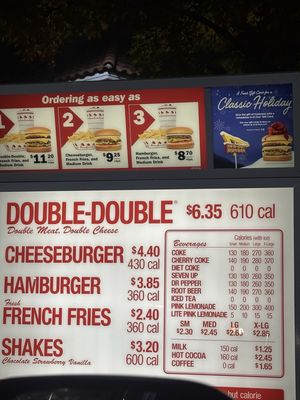 Ordering as easy as
1
2
3
Double-Double,
French Fries, and
Medium Drink
$11 20
Cheeseburger,
French Fries, and
Medium Drink
$9 25
Hamburger,
French Fries, and
Medium Drink
$8 70
Classic Holiday
DOUBLE-DOUBLE $6.35 610 cal
Double Meat, Double Cheese
CHEESEBURGER $4.40
430 cal
HAMBURGER $3.85
360 cal
Fresh
FRENCH FRIES $2.40
360 cal
SHAKES $3.20
Chocolate Strawberry Vanilla 600 cal
Calories with ice
Beverages Small Medium Large X-Large
COKE 130 180 270 360
CHERRY COKE 140 190 280 370
DIET COKE 0 0 0 0
SEVEN UP 130 180 260 350
DR PEPPER 130 180 260 350
ROOT BEER 140 190 280 370
ICED TEA 0 0 0 0
PINK LEMONADE 150 200 300 400
LITE PINK LEMONADE 5 10 15 15
SM MED LG X-LG
$2.30 $2.45 $2.65 $2.85
MILK 150 cal $1.25
HOT COCOA 160 cal $2.45
COFFEE 0 cal $1.65
but calorie